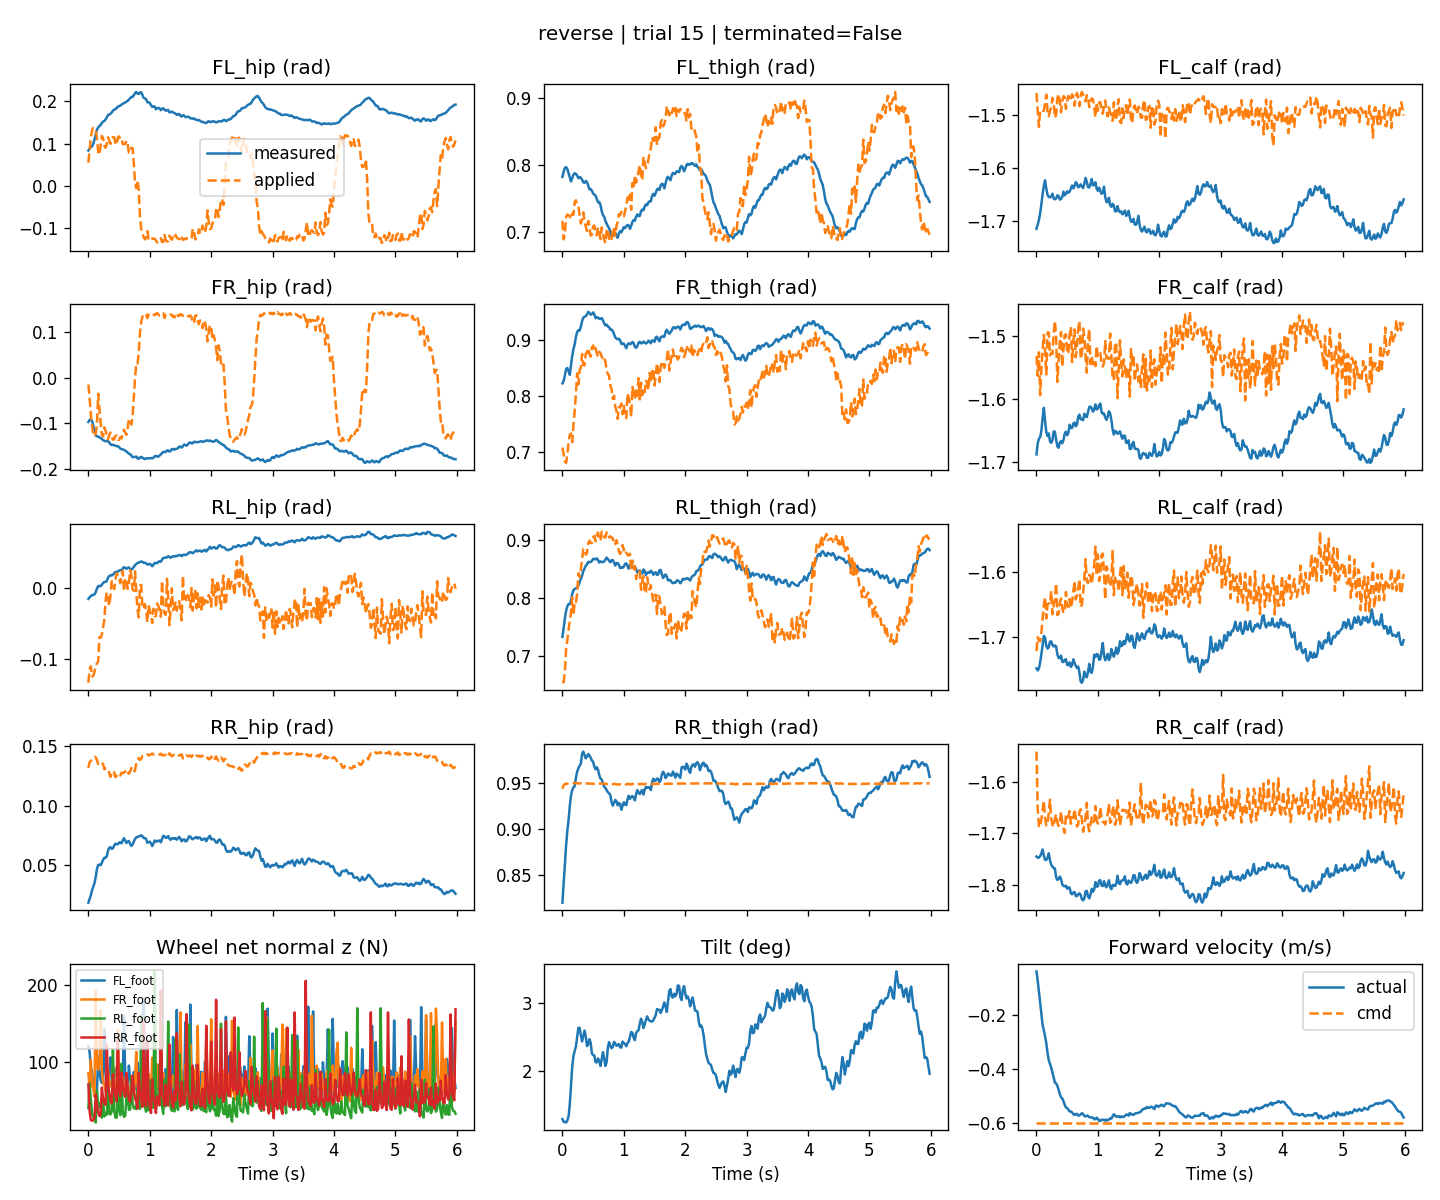 reverse | trial 15 | terminated=False
FL_hip (rad)
FL_thigh (rad)
FL_calf (rad)
0.2
0.1
0.0
−0.1
measured
applied
0.9
0.8
0.7
−1.5
−1.6
−1.7
FR_hip (rad)
FR_thigh (rad)
FR_calf (rad)
0.1
0.0
−0.1
−0.2
0.9
0.8
0.7
−1.5
−1.6
−1.7
RL_hip (rad)
RL_thigh (rad)
RL_calf (rad)
0.0
−0.1
0.9
0.8
0.7
−1.6
−1.7
RR_hip (rad)
RR_thigh (rad)
RR_calf (rad)
0.15
0.10
0.05
0.95
0.90
0.85
−1.6
−1.7
−1.8
Wheel net normal z (N)
Tilt (deg)
Forward velocity (m/s)
200
100
FL_foot
FR_foot
RL_foot
RR_foot
3
2
−0.2
−0.4
−0.6
actual
cmd
0 1 2 3 4 5 6
0 1 2 3 4 5 6
0 1 2 3 4 5 6
Time (s)
Time (s)
Time (s)